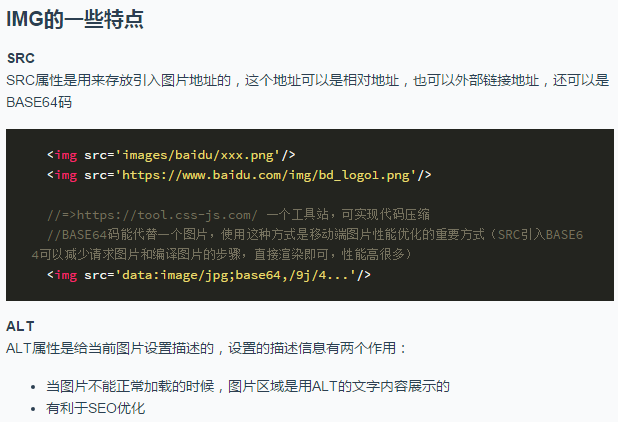 IMG的一些特点
SRC
SRC属性是用来存放引入图片地址的，这个地址可以是相对地址，也可以外部链接地址，还可以是
BASE64码
<img src='images/baidu/xxx.png'/>
<img src='https://www.baidu.com/img/bd_logo1.png'/>
//=>https://tool.css-js.com/ 一个工具站，可实现代码压缩
//BASE64码能代替一个图片，使用这种方式是移动端图片性能优化的重要方式（SRC引入BASE6
4可以减少请求图片和编译图片的步骤，直接渲染即可，性能高很多）
<img src='data:image/jpg;base64,/9j/4...'/>
ALT
ALT属性是给当前图片设置描述的，设置的描述信息有两个作用：
• 当图片不能正常加载的时候，图片区域是用ALT的文字内容展示的
• 有利于SEO优化